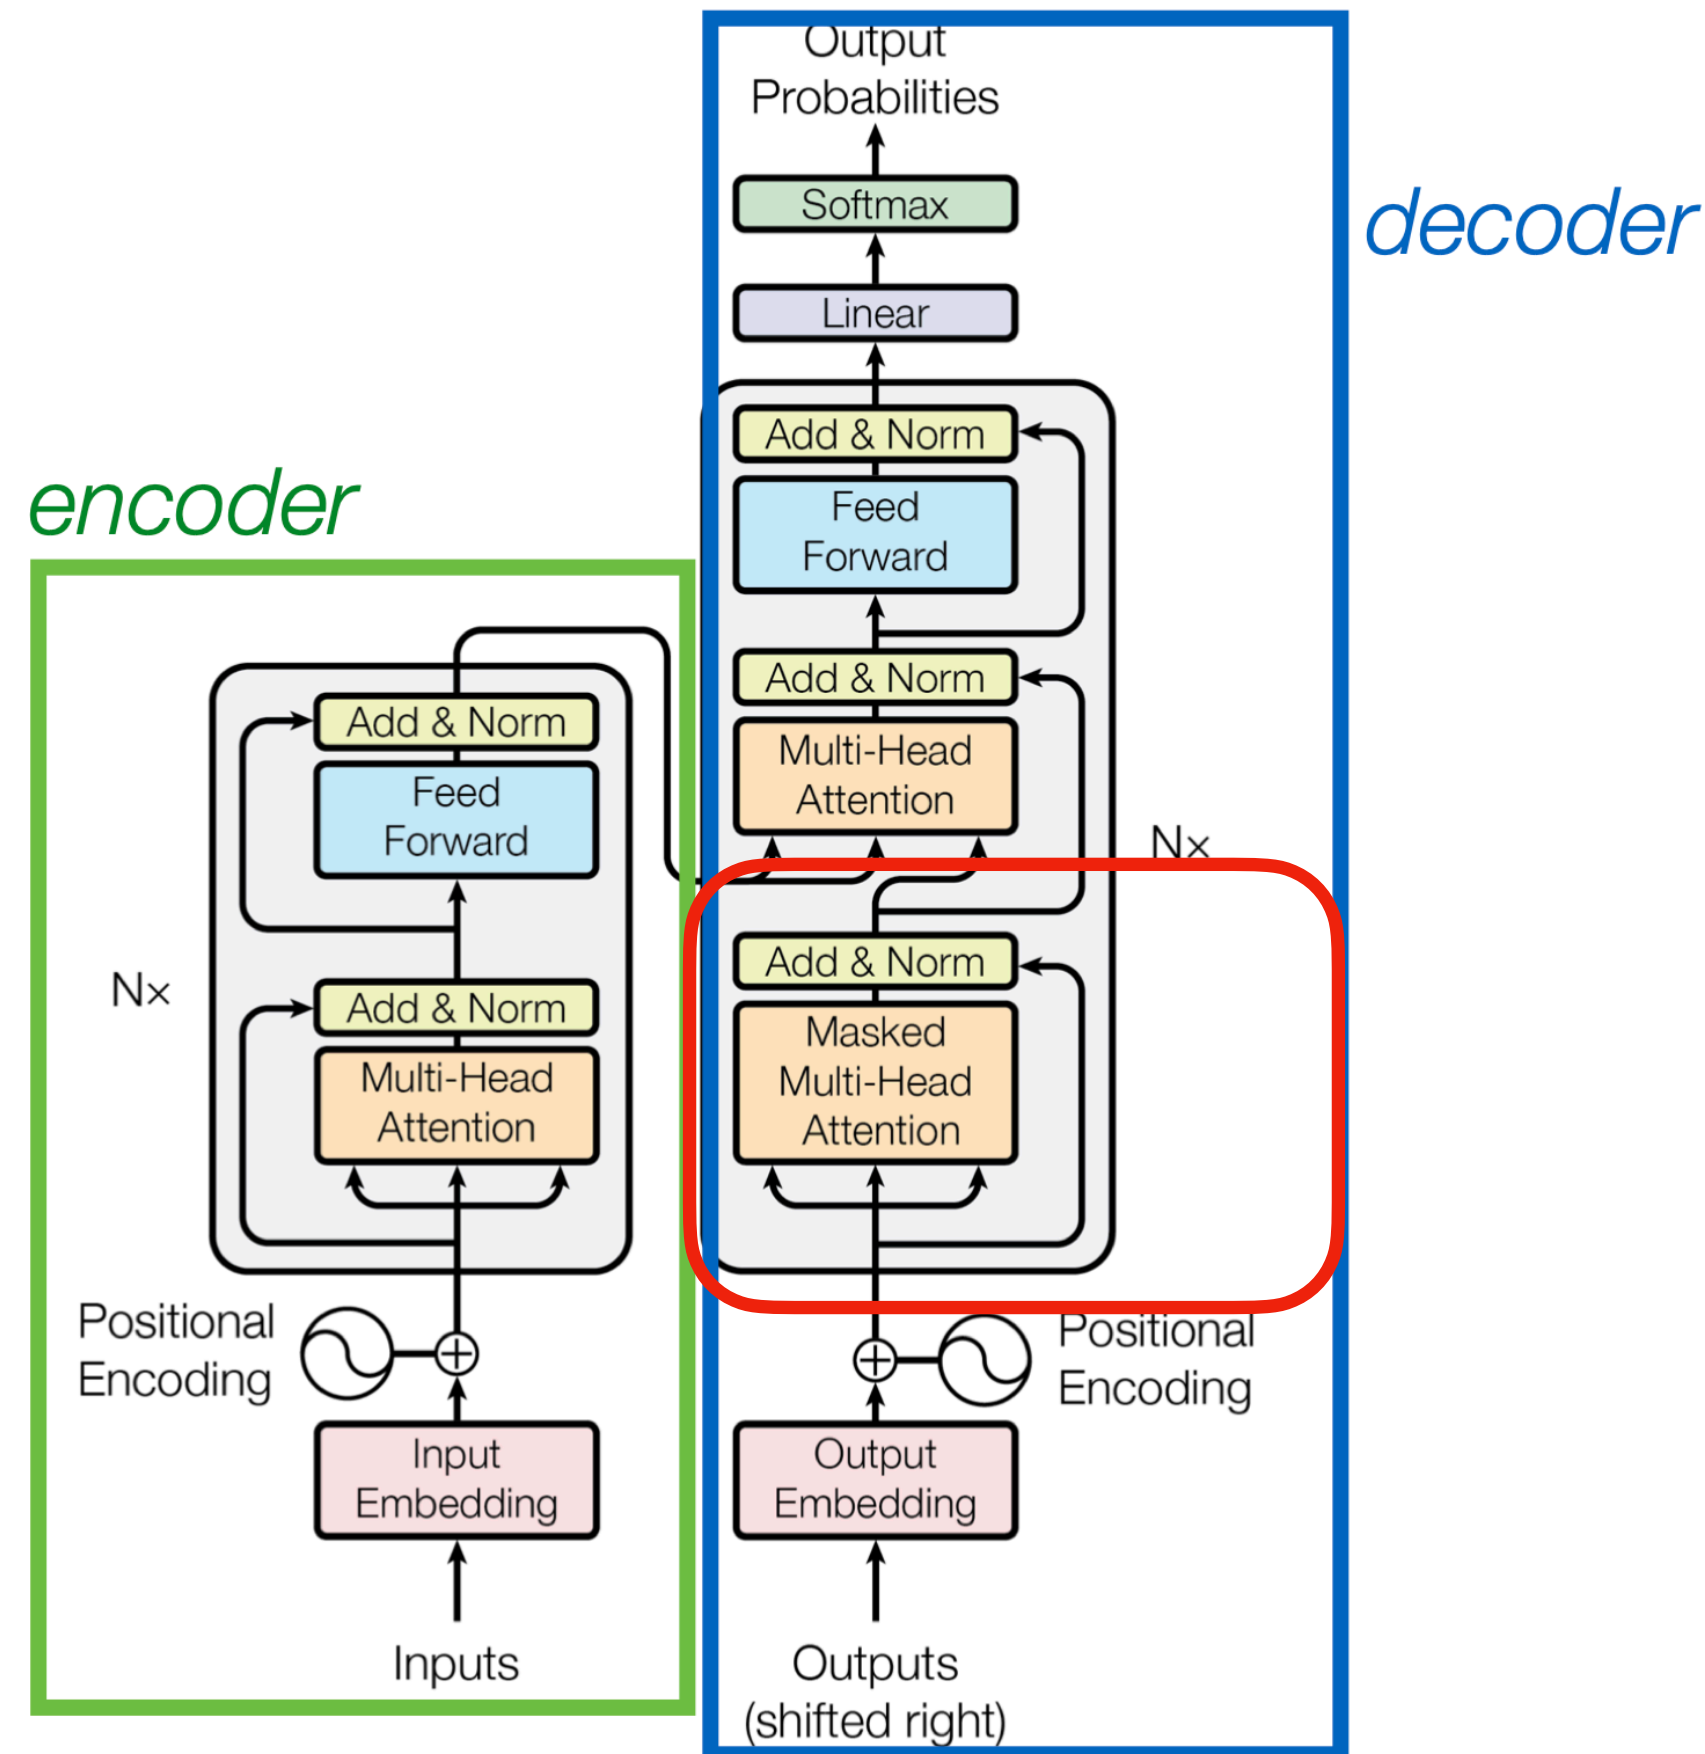 Output
Probabilities
Softmax
decoder
Linear
Add & Norm
Feed
Forward
Add & Norm
Multi-Head
Attention
Nx
Add & Norm
Masked
Multi-Head
Attention
Positional
Encoding
Output
Embedding
Outputs
(shifted right)
encoder
Add & Norm
Feed
Forward
Nx
Add & Norm
Multi-Head
Attention
Positional
Encoding
Input
Embedding
Inputs